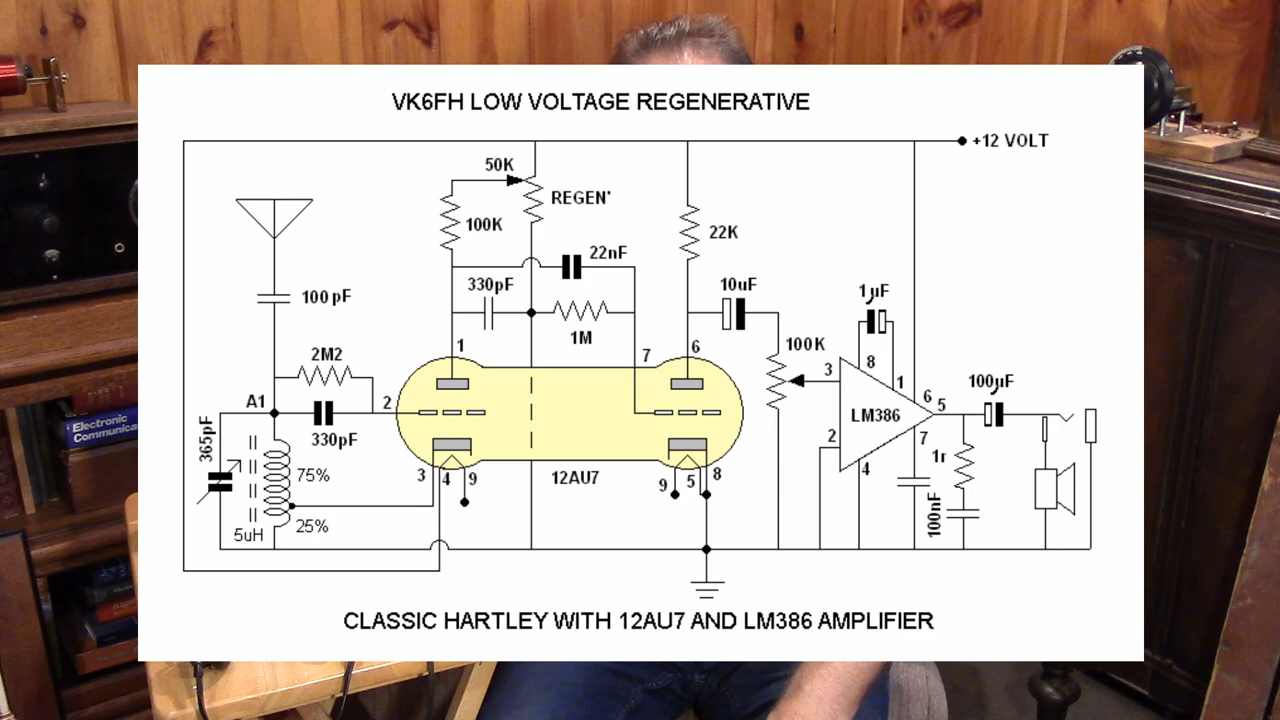 VK6FH LOW VOLTAGE REGENERATIVE
+12 VOLT
50K
REGEN'
100K
22K
22nF
330pF
10uF
1µF
100 pF
1M
100K
2M2
1
7
6
3
8
1
6
5
100µF
A1
2
LM386
365pF
330pF
2
7
1r
3
4
9
12AU7
9
5
8
4
75%
100nF
25%
5uH
CLASSIC HARTLEY WITH 12AU7 AND LM386 AMPLIFIER
Electronic
Communica